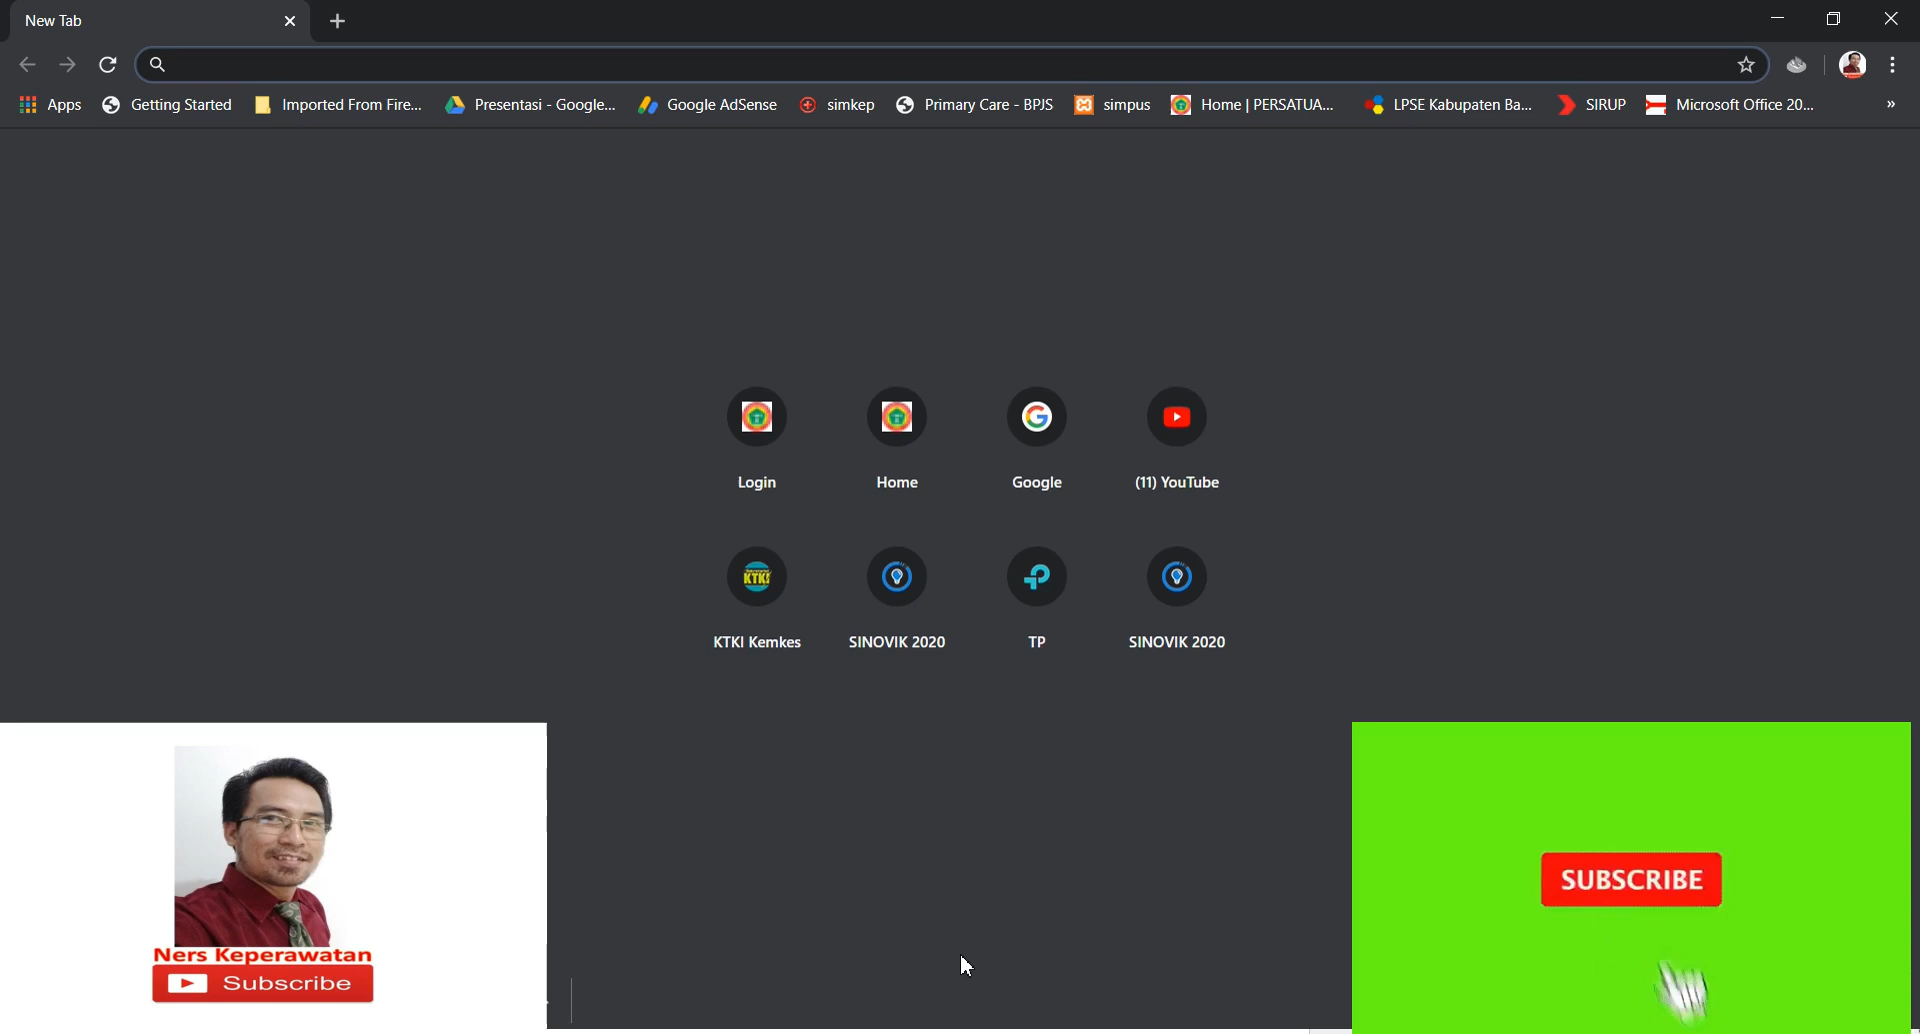 New Tab
Apps Getting Started Imported From Fire... Presentasi - Google... Google AdSense simkep Primary Care - BPJS simpus Home | PERSATUA... LPSE Kabupaten Ba... SIRUP Microsoft Office 20... »
Login Home Google (11) YouTube
KTKI
KTKI Kemkes SINOVIK 2020 TP SINOVIK 2020
SUBSCRIBE
Ners Keperawatan
Subscribe